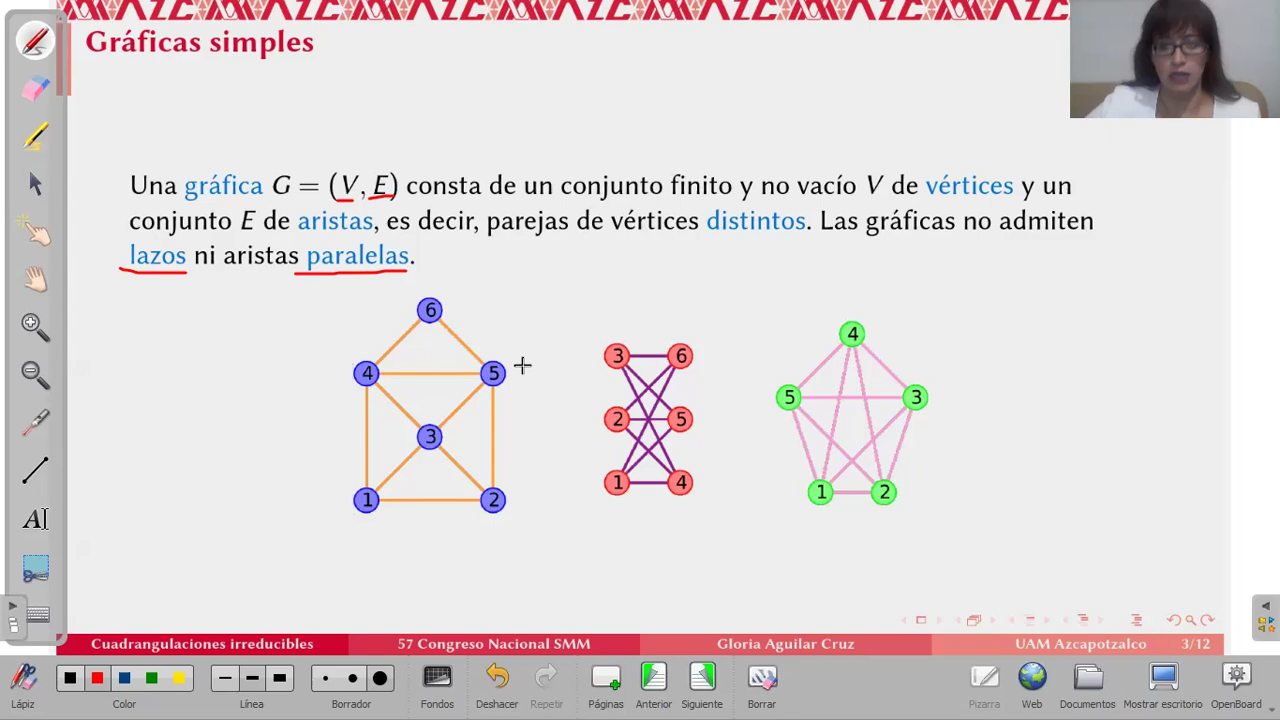 Gráficas simples
Una gráfica G = (V, E) consta de un conjunto finito y no vacío V de vértices y un
conjunto E de aristas, es decir, parejas de vértices distintos. Las gráficas no admiten
lazos ni aristas paralelas.
6
4 5
3
1 2
3 6
2 5
1 4
4
5 3
1 2
Cuadrangulaciones irreducibles 57 Congreso Nacional SMM Gloria Aguilar Cruz UAM Azcapotzalco 3/12
Lápiz Color Línea Borrador Fondos Deshacer Repetir Páginas Anterior Siguiente Borrar Pizarra Web Documentos Mostrar escritorio OpenBoard